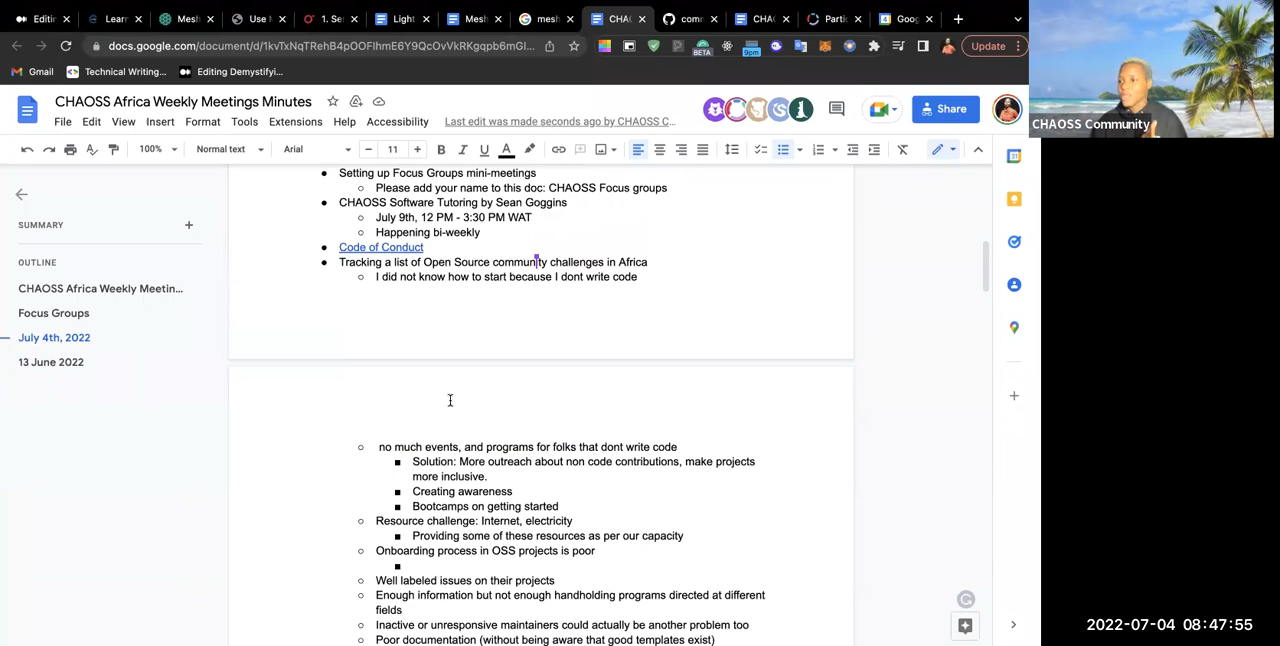 Editin
Learn
Mesh
Use N
1. Se
Light
Mesh
mesh
CHAO
comm
CHAO
Partic
Goog
docs.google.com/document/d/1kvTxNqTRehB4pOOFlhmE6Y9QcOvVkRKgqpb6mGl...
BETA
9pm
Update
Gmail
Technical Writing...
Editing Demystifyi...
CHAOSS Community
CHAOSS Africa Weekly Meetings Minutes
File Edit View Insert Format Tools Extensions Help Accessibility
Last edit was made seconds ago by CHAOSS C...
Share
100%
Normal text
Arial
11
B I U A
SUMMARY
OUTLINE
CHAOSS Africa Weekly Meetin...
Focus Groups
July 4th, 2022
13 June 2022
Setting up Focus Groups mini-meetings
Please add your name to this doc: CHAOSS Focus groups
CHAOSS Software Tutoring by Sean Goggins
July 9th, 12 PM - 3:30 PM WAT
Happening bi-weekly
Code of Conduct
Tracking a list of Open Source community challenges in Africa
I did not know how to start because I dont write code
no much events, and programs for folks that dont write code
Solution: More outreach about non code contributions, make projects
more inclusive.
Creating awareness
Bootcamps on getting started
Resource challenge: Internet, electricity
Providing some of these resources as per our capacity
Onboarding process in OSS projects is poor
Well labeled issues on their projects
Enough information but not enough handholding programs directed at different
fields
Inactive or unresponsive maintainers could actually be another problem too
Poor documentation (without being aware that good templates exist)
2022-07-04 08:47:55